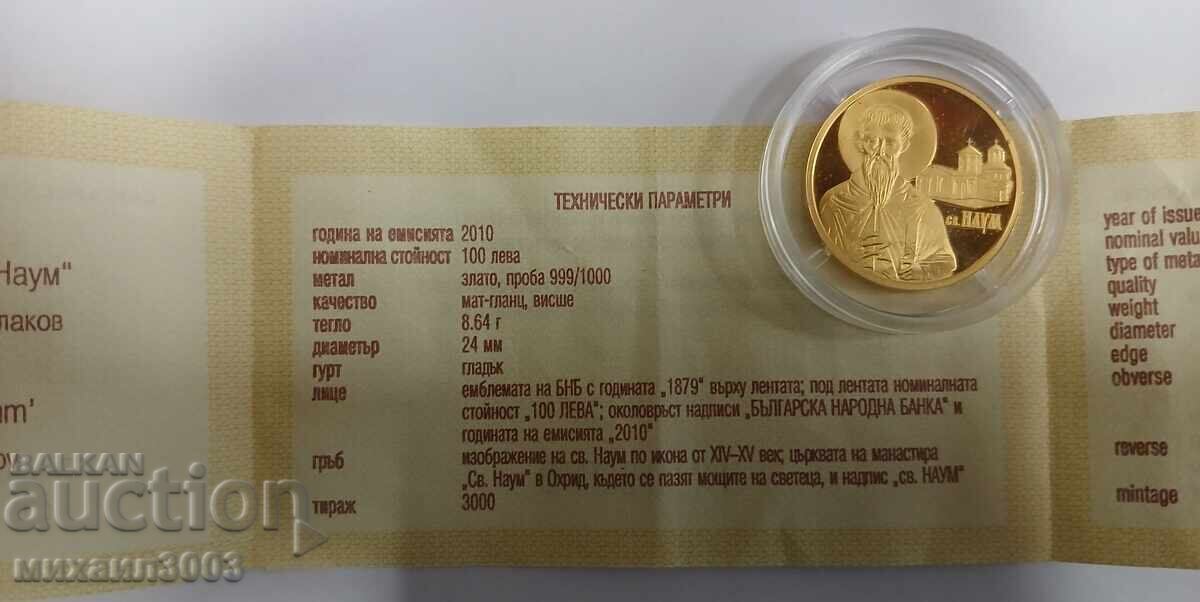 Наум“
лаков
ТЕХНИЧЕСКИ ПАРАМЕТРИ
година на емисията 2010
номинална стойност 100 лева
метал злато, проба 999/1000
качество мат-гланц, висше
тегло 8.64 г
диаметър 24 мм
гурт гладък
лице емблемата на БНБ с годината „1879“ върху лентата; под лентата номиналната
стойност „100 ЛЕВА“; околовръст надписи „БЪЛГАРСКА НАРОДНА БАНКА“ и
годината на емисията „2010“
гръб изображение на св. Наум по икона от XIV–XV век; църквата на манастира
„Св. Наум“ в Охрид, където се пазят мощите на светеца, и надпис „св. НАУМ“
тираж 3000
св. НАУМ
year of issue
nominal valu
type of meta
quality
weight
diameter
edge
obverse
reverse
mintage
BALKAN
auction
михаил3003